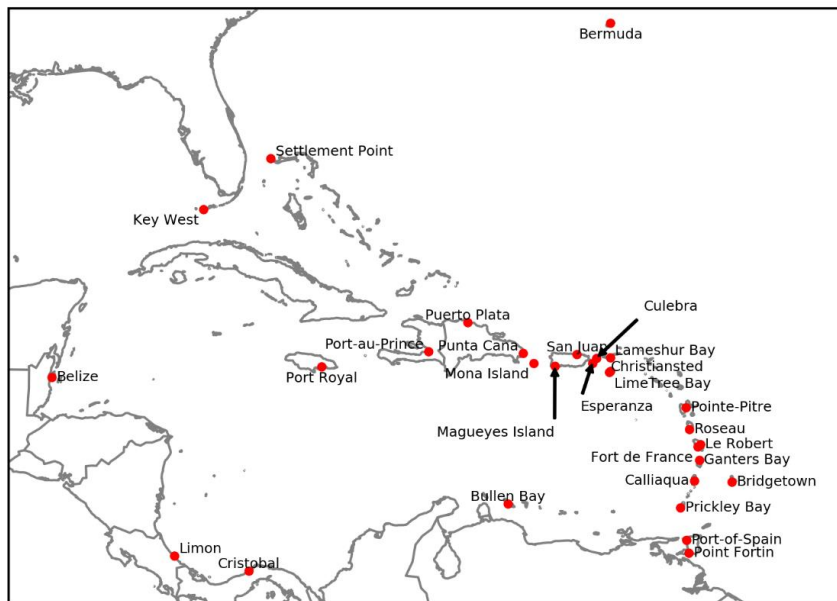 Bermuda
Settlement Point
Key West
Culebra
Puerto Plata
Port-au-Prince
Punta Cana
San Juan
Lameshur Bay
Christiansted
Mona Island
Port Royal
Belize
LimeTree Bay
Esperanza
Pointe-Pitre
Magueyes Island
Roseau
Le Robert
Fort de France
Ganters Bay
Calliaqua
Bridgetown
Bullen Bay
Prickley Bay
Port-of-Spain
Limon
Point Fortin
Cristobal